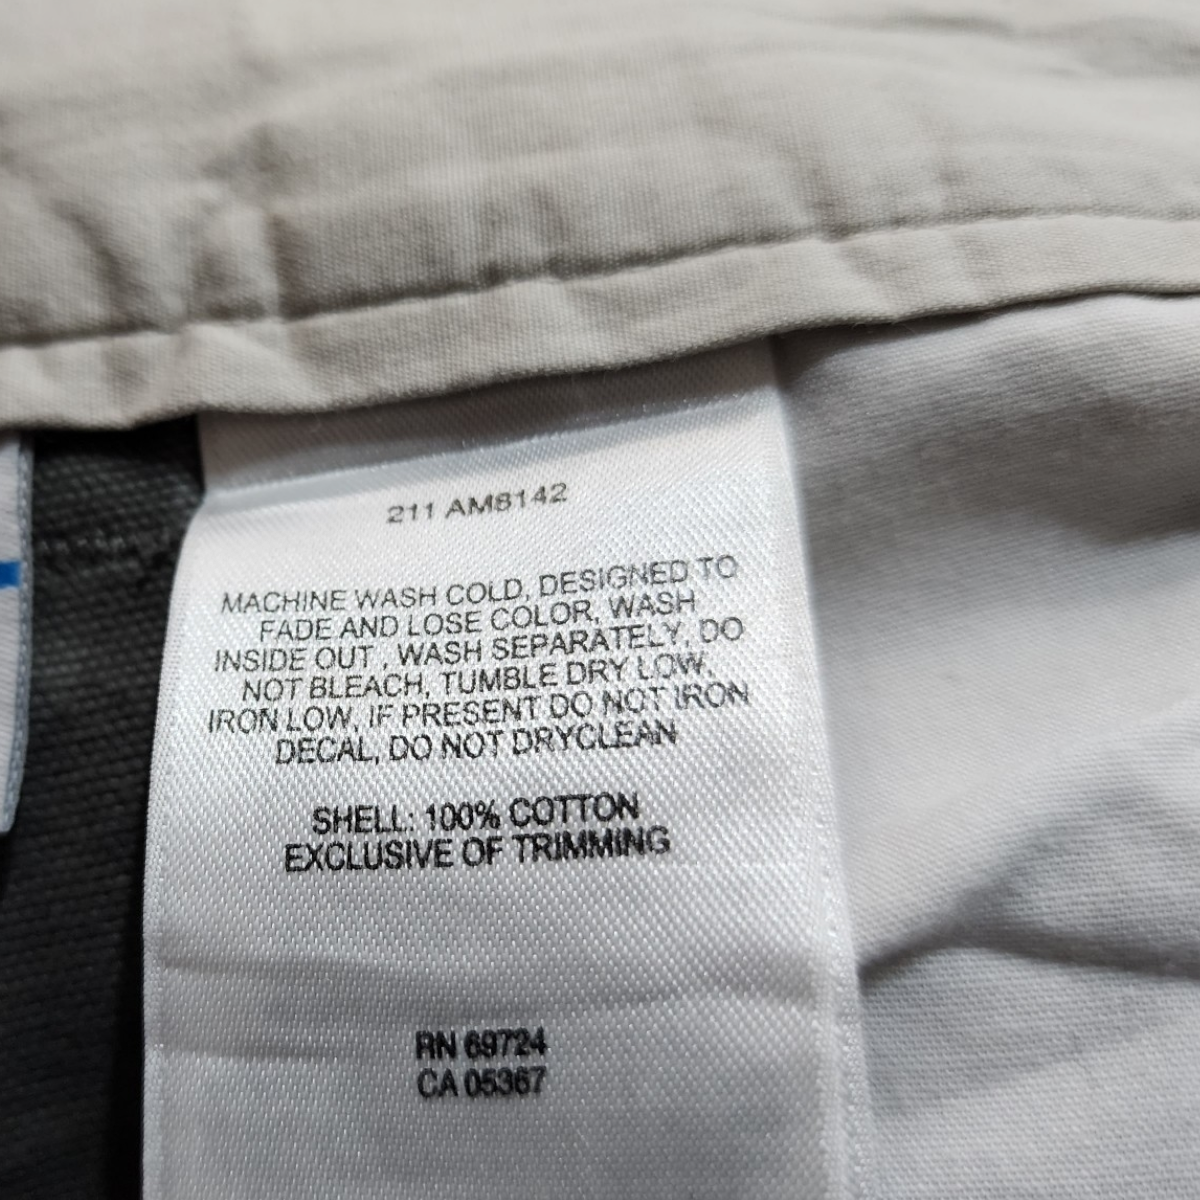 211 AM8142
MACHINE WASH COLD, DESIGNED TO
FADE AND LOSE COLOR, WASH
INSIDE OUT , WASH SEPARATELY, DO
NOT BLEACH, TUMBLE DRY LOW,
IRON LOW, IF PRESENT DO NOT IRON
DECAL, DO NOT DRYCLEAN
SHELL: 100% COTTON
EXCLUSIVE OF TRIMMING
RN 69724
CA 05367